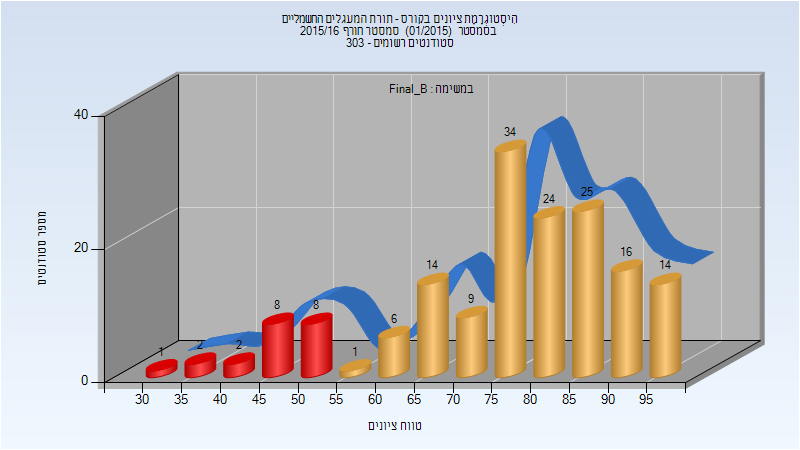 היסטוגרמת ציונים בקורס - תורת המעגלים החשמליים
בסמסטר (01/2015) סמסטר חורף 2015/16
סטודנטים רשומים - 303
במשימה : Final_B
מספר סטודנטים
40
20
0
1
2
2
8
8
1
6
14
9
34
24
25
16
14
30 35 40 45 50 55 60 65 70 75 80 85 90 95
טווח ציונים